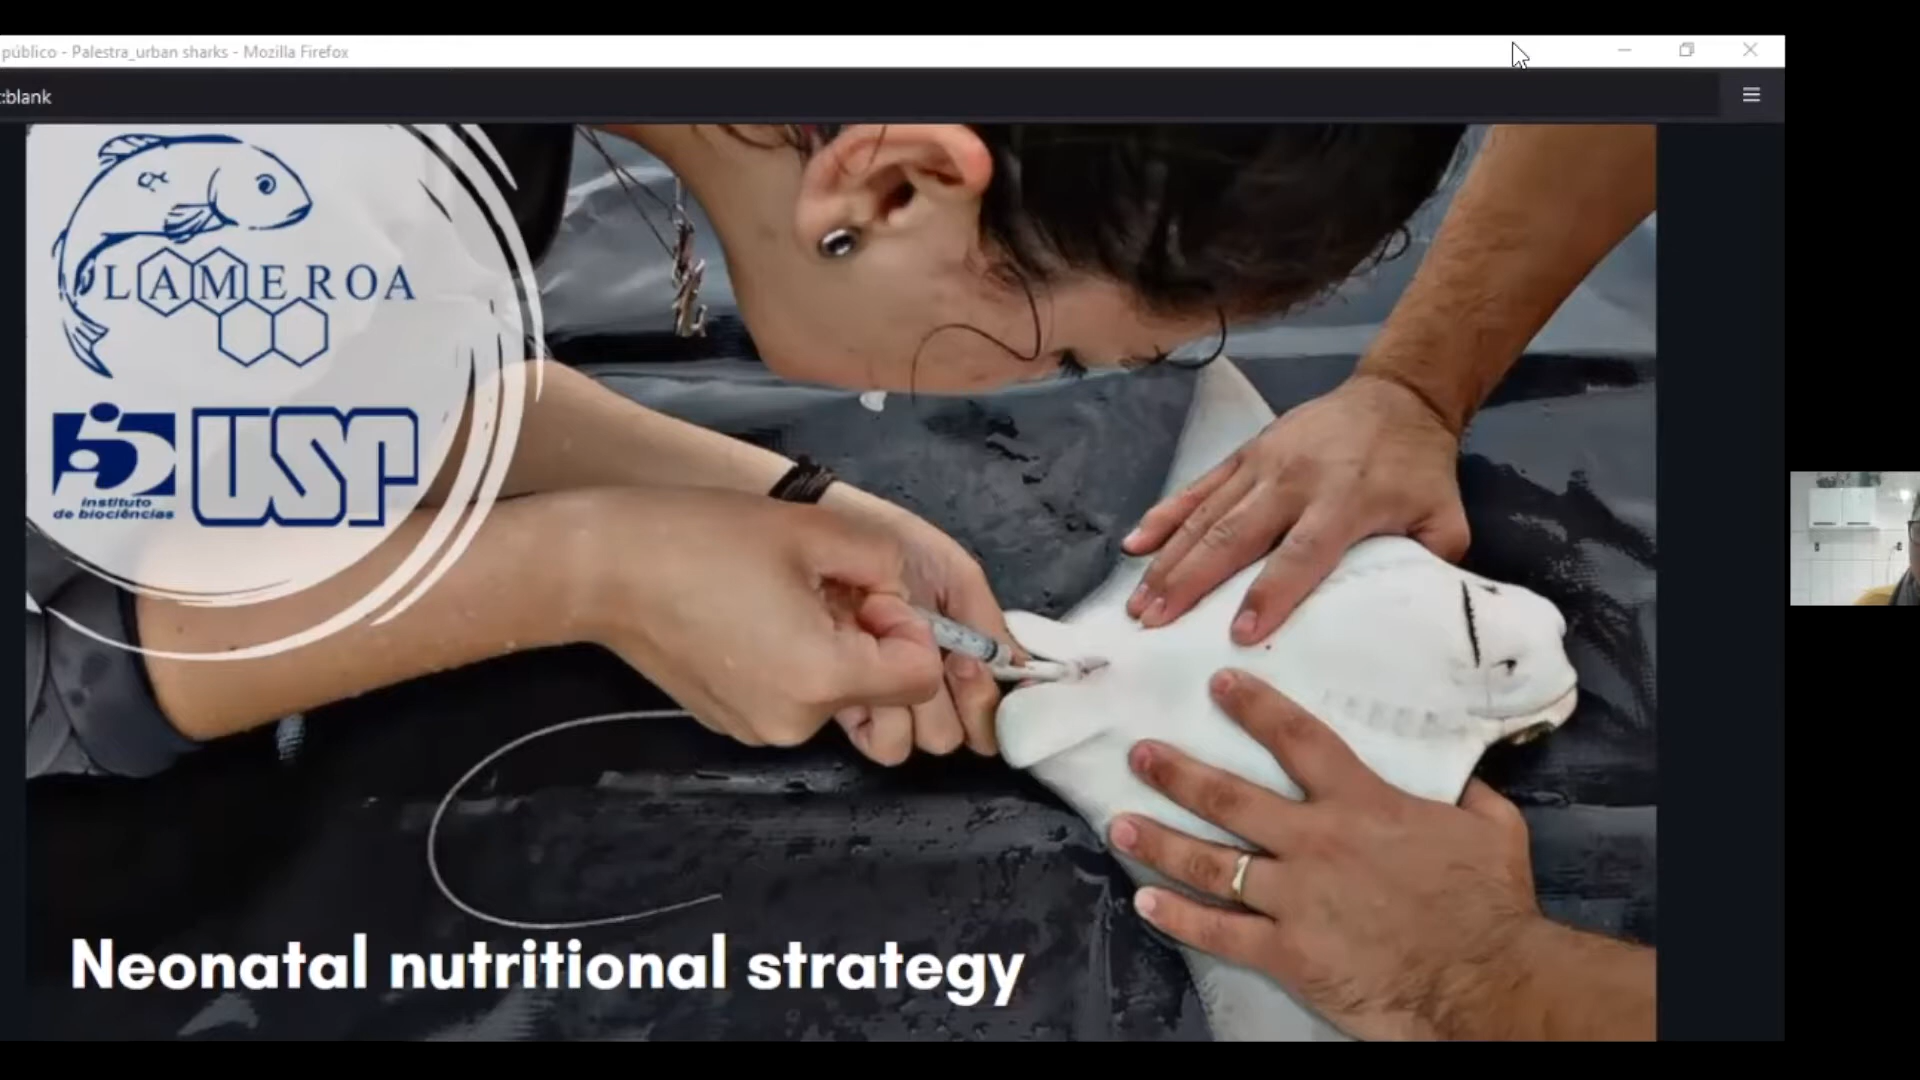 público - Palestra_urban sharks - Mozilla Firefox
:blank
LAMEROA
instituto
de biociências
USP
Neonatal nutritional strategy